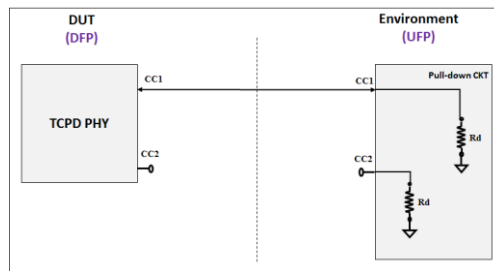 DUT
(DFP)
Environment
(UFP)
Pull-down CKT
CC1
CC1
TCPD PHY
Rd
CC2
CC2
Rd